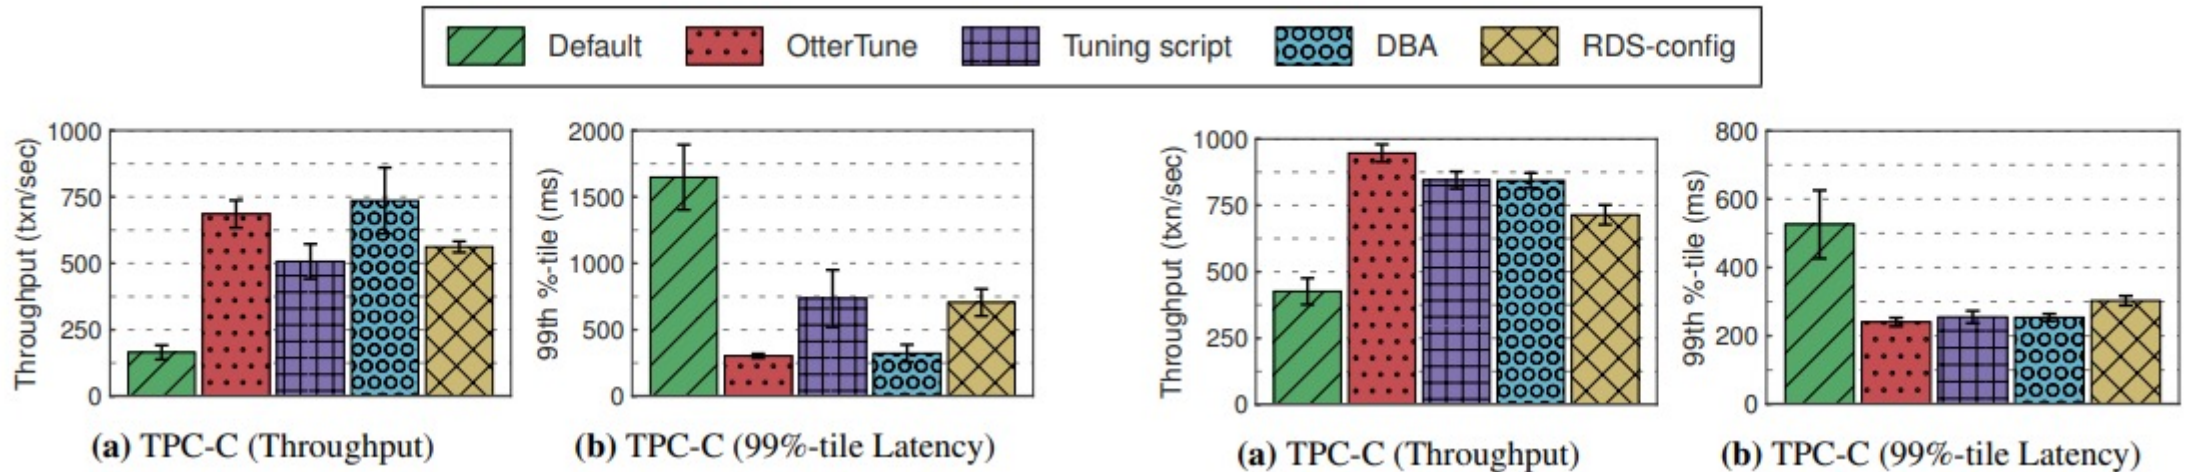 Default OtterTune Tuning script DBA RDS-config
Throughput (txn/sec)
1000
750
500
250
0
(a) TPC-C (Throughput)
99th %-tile (ms)
2000
1500
1000
500
0
(b) TPC-C (99%-tile Latency)
Throughput (txn/sec)
1000
750
500
250
0
(a) TPC-C (Throughput)
99th %-tile (ms)
800
600
400
200
0
(b) TPC-C (99%-tile Latency)